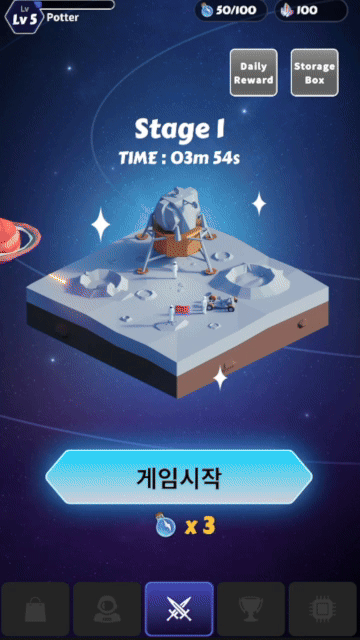 Lv
Lv 5
Potter
50/100
100
Daily
Reward
Storage
Box
Stage 1
TIME : 03m 54s
게임시작
x 3